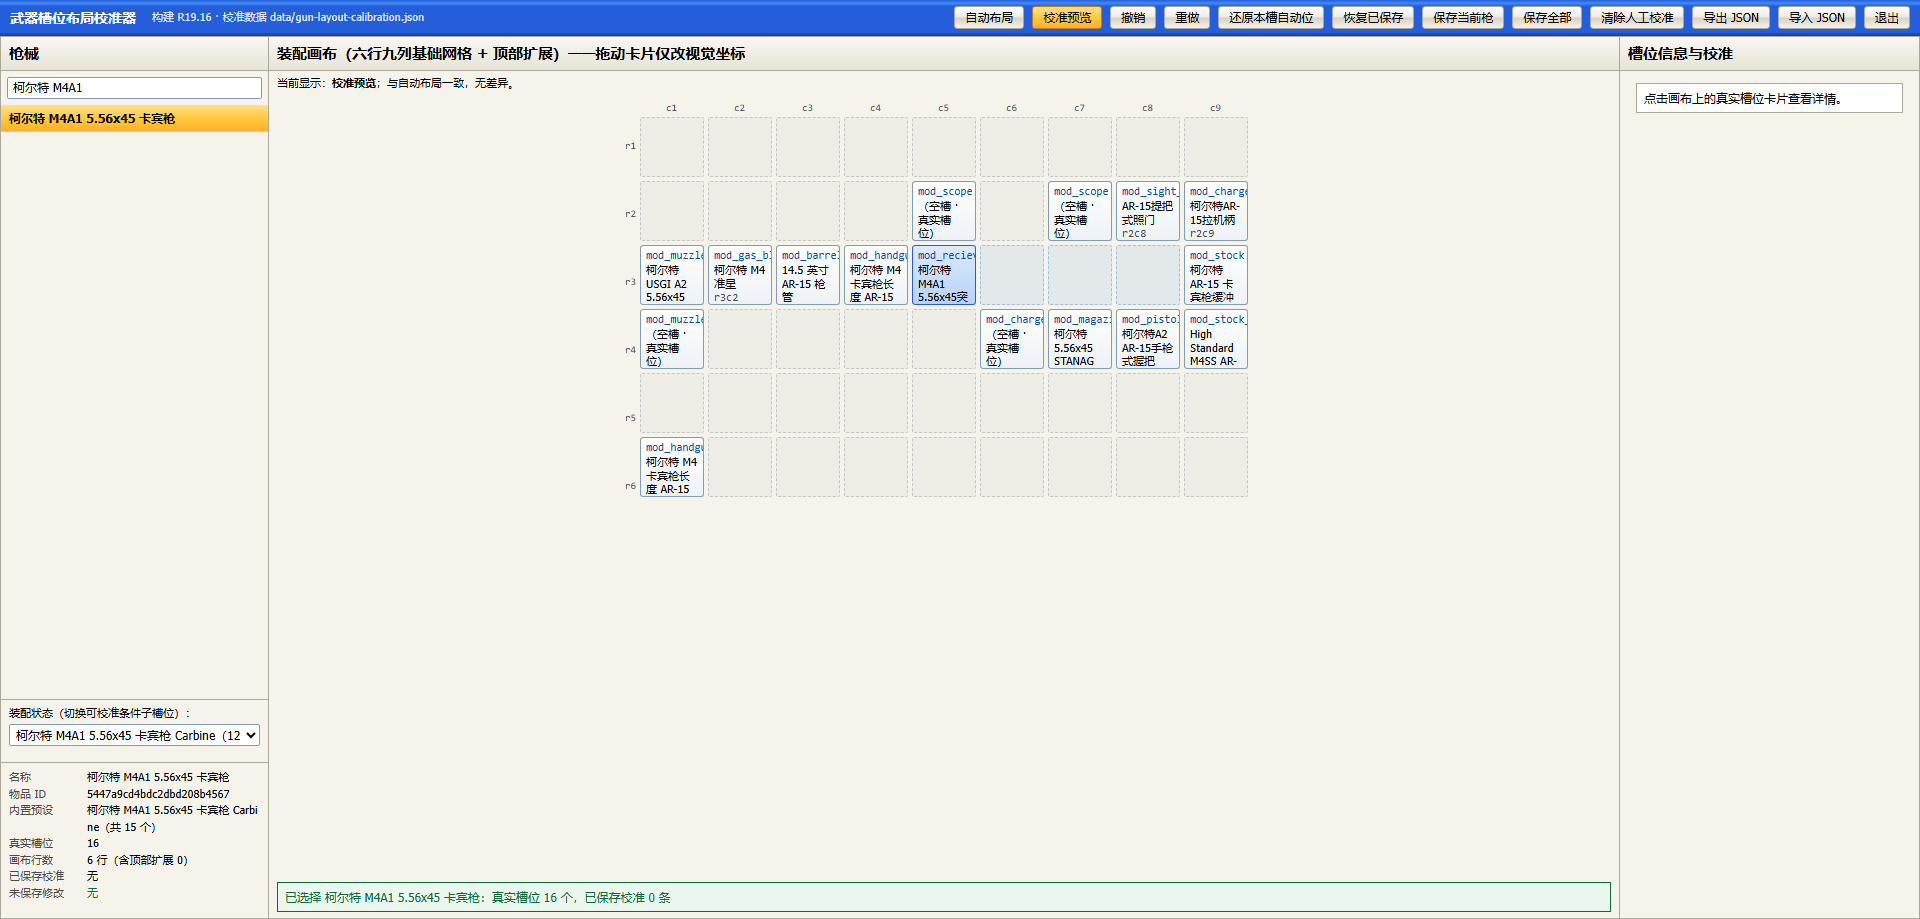 武器槽位布局校准器
构建 R19.16 · 校准数据 data/gun-layout-calibration.json
自动布局
校准预览
撤销
重做
还原本槽自动位
恢复已保存
保存当前枪
保存全部
清除人工校准
导出 JSON
导入 JSON
退出
枪械
柯尔特 M4A1
柯尔特 M4A1 5.56x45 卡宾枪
装配状态（切换可校准条件子槽位）:
柯尔特 M4A1 5.56x45 卡宾枪 Carbine（12
名称 柯尔特 M4A1 5.56x45 卡宾枪
物品 ID 5447a9cd4bdc2dbd208b4567
内置预设 柯尔特 M4A1 5.56x45 卡宾枪 Carbi
ne（共 15 个）
真实槽位 16
画布行数 6 行（含顶部扩展 0）
已保存校准 无
未保存修改 无
装配画布（六行九列基础网格 + 顶部扩展）——拖动卡片仅改视觉坐标
当前显示：校准预览；与自动布局一致，无差异。
c1 c2 c3 c4 c5 c6 c7 c8 c9
r1
r2
mod_scope
（空槽 ·
真实槽
位）
mod_scope
（空槽 ·
真实槽
位）
mod_sight_
AR-15提把
式照门
r2c8
mod_charge
柯尔特AR-
15拉机柄
r2c9
r3
mod_muzzle
柯尔特
USGI A2
5.56x45
mod_gas_bl
柯尔特 M4
准星
r3c2
mod_barrel
14.5 英寸
AR-15 枪
管
mod_handgu
柯尔特 M4
卡宾枪长
度 AR-15
mod_reciev
柯尔特
M4A1
5.56x45突
mod_stock
柯尔特
AR-15 卡
宾枪缓冲
r4
mod_muzzle
（空槽 ·
真实槽
位）
mod_charge
（空槽 ·
真实槽
位）
mod_magazi
柯尔特
5.56x45
STANAG
mod_pistol
柯尔特A2
AR-15手枪
式握把
mod_stock_
High
Standard
M4SS AR-
r5
r6
mod_handgu
柯尔特 M4
卡宾枪长
度 AR-15
已选择 柯尔特 M4A1 5.56x45 卡宾枪：真实槽位 16 个，已保存校准 0 条
槽位信息与校准
点击画布上的真实槽位卡片查看详情。